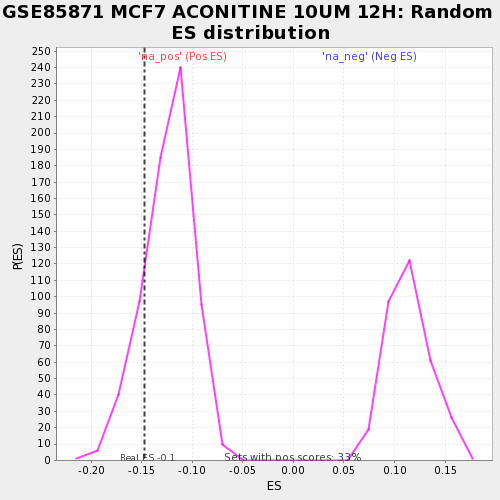 GSE85871 MCF7 ACONITINE 10UM 12H: Random
ES distribution
'na_pos' (Pos ES)
'na_neg' (Neg ES)
250
240
230
220
210
200
190
180
170
160
150
140
130
120
110
100
90
80
70
60
50
40
30
20
10
0
P(ES)
Real ES -0.1
Sets with pos scores: 33%
-0.20 -0.15 -0.10 -0.05 0.00 0.05 0.10 0.15
ES